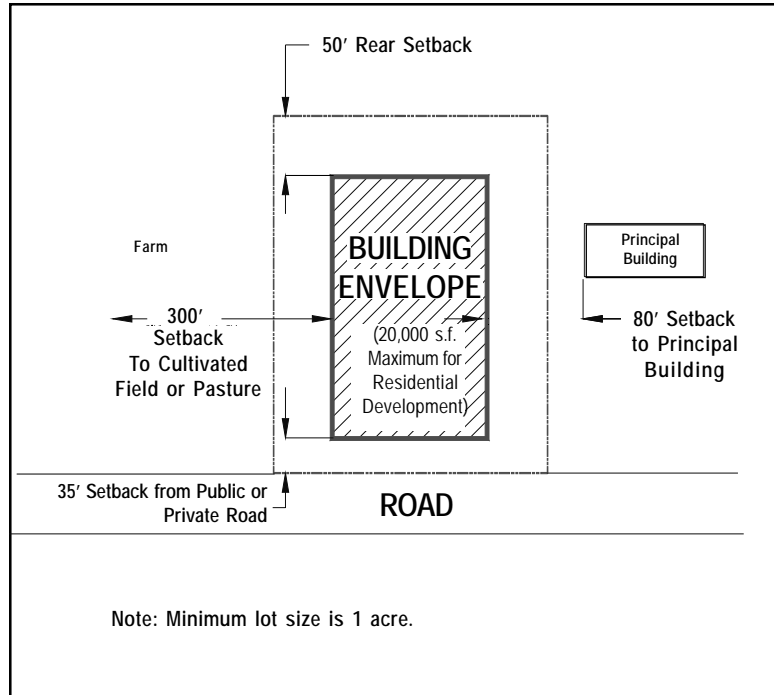 50′ Rear Setback
Farm
BUILDING
ENVELOPE
Principal
Building
300′
Setback
To Cultivated
Field or Pasture
(20,000 s.f.
Maximum for
Residential
Development)
80′ Setback
to Principal
Building
35′ Setback from Public or
Private Road
ROAD
Note: Minimum lot size is 1 acre.